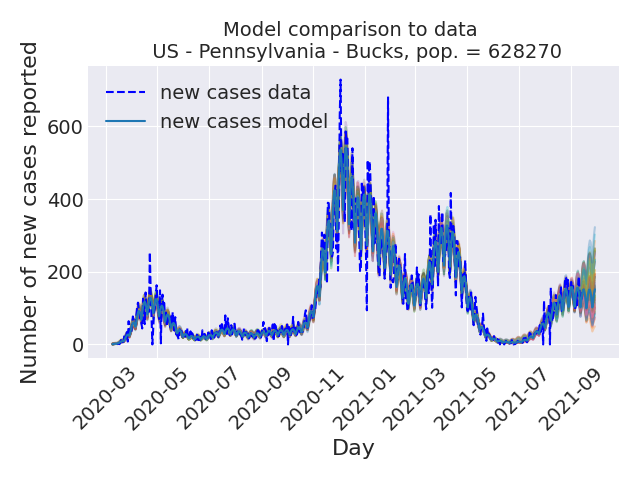 Model comparison to data
US - Pennsylvania - Bucks, pop. = 628270
Number of new cases reported
new cases data
new cases model
600
400
200
0
2020-03
2020-05
2020-07
2020-09
2020-11
2021-01
2021-03
2021-05
2021-07
2021-09
Day